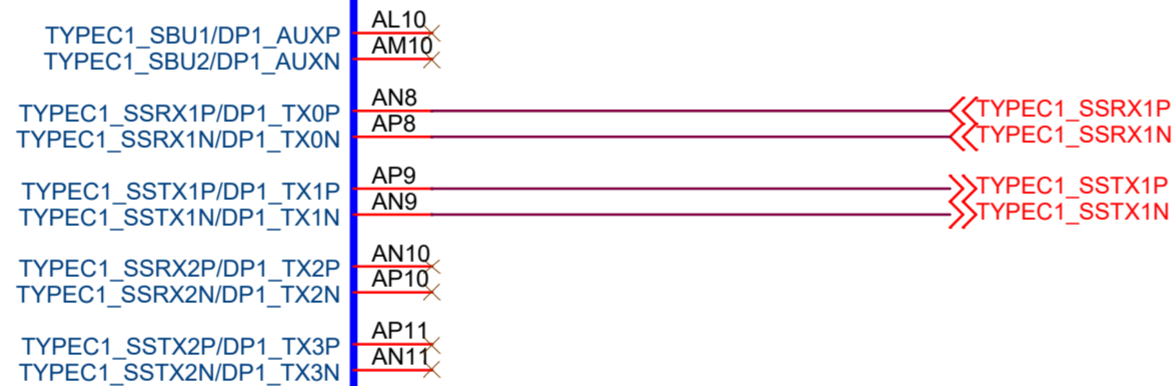 TYPEC1_SBU1/DP1_AUXP AL10
TYPEC1_SBU2/DP1_AUXN AM10
TYPEC1_SSRX1P/DP1_TX0P AN8 TYPEC1_SSRX1P
TYPEC1_SSRX1N/DP1_TX0N AP8 TYPEC1_SSRX1N
TYPEC1_SSTX1P/DP1_TX1P AP9 TYPEC1_SSTX1P
TYPEC1_SSTX1N/DP1_TX1N AN9 TYPEC1_SSTX1N
TYPEC1_SSRX2P/DP1_TX2P AN10
TYPEC1_SSRX2N/DP1_TX2N AP10
TYPEC1_SSTX2P/DP1_TX3P AP11
TYPEC1_SSTX2N/DP1_TX3N AN11